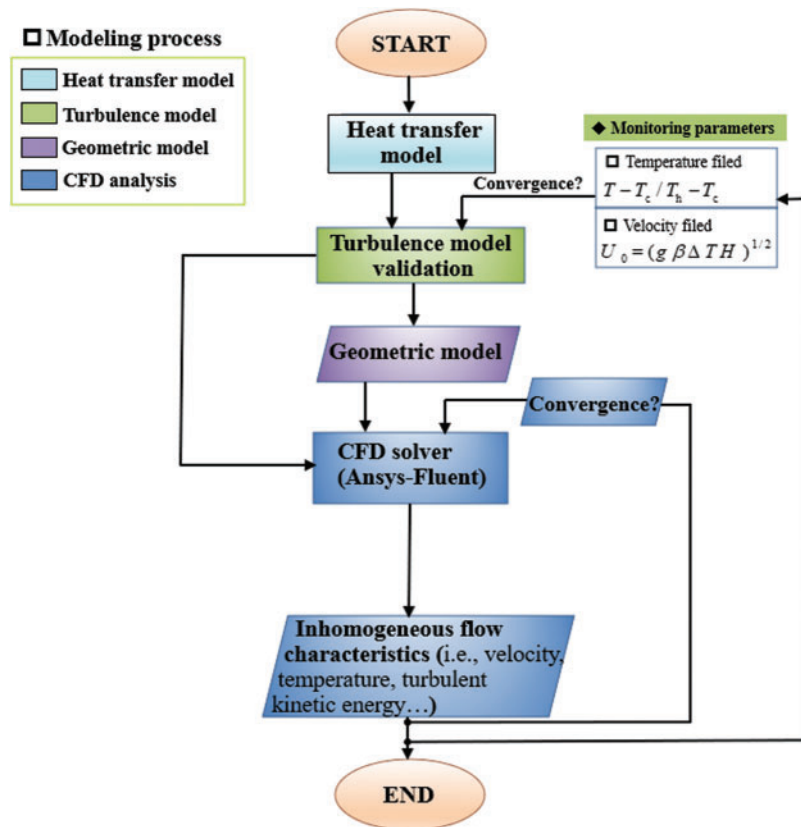 START
Modeling process
Heat transfer model
Turbulence model
Geometric model
CFD analysis
Heat transfer
model
◆ Monitoring parameters
Temperature filed
T − T_c / T_h − T_c
Velocity filed
U_0 = (g β Δ T H)^{1/2}
Convergence?
Turbulence model
validation
Geometric model
Convergence?
CFD solver
(Ansys-Fluent)
Inhomogeneous flow
characteristics (i.e., velocity,
temperature, turbulent
kinetic energy…)
END